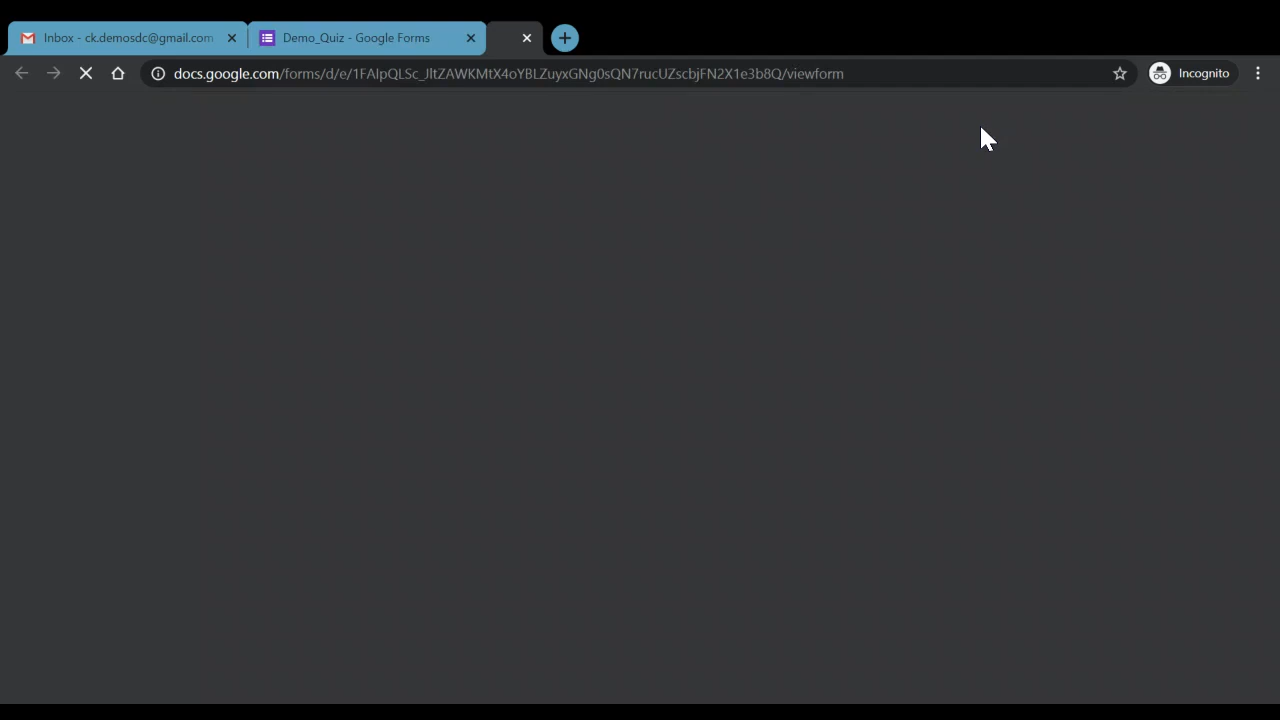 Inbox - ck.demosdc@gmail.com
Demo_Quiz - Google Forms
docs.google.com/forms/d/e/1FAIpQLSc_JltZAWKMtX4oYBLZuyxGNg0sQN7rucUZscbjFN2X1e3b8Q/viewform
Incognito